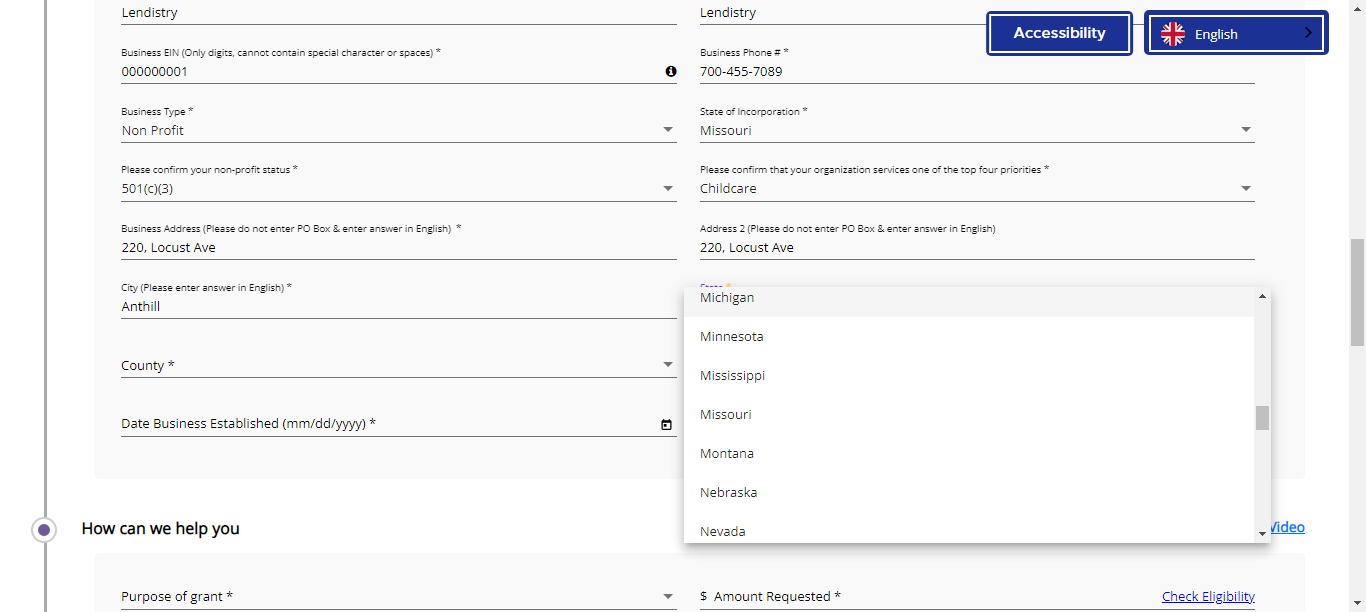 Lendistry
Lendistry
Accessibility
English
Business EIN (Only digits, cannot contain special character or spaces) *
000000001
Business Phone # *
700-455-7089
Business Type *
Non Profit
State of Incorporation *
Missouri
Please confirm your non-profit status *
501(c)(3)
Please confirm that your organization services one of the top four priorities *
Childcare
Business Address (Please do not enter PO Box & enter answer in English) *
220, Locust Ave
Address 2 (Please do not enter PO Box & enter answer in English)
220, Locust Ave
City (Please enter answer in English) *
Anthill
State *
Michigan
Minnesota
Mississippi
Missouri
Montana
Nebraska
Nevada
County *
Date Business Established (mm/dd/yyyy) *
How can we help you
Video
Purpose of grant *
$ Amount Requested *
Check Eligibility